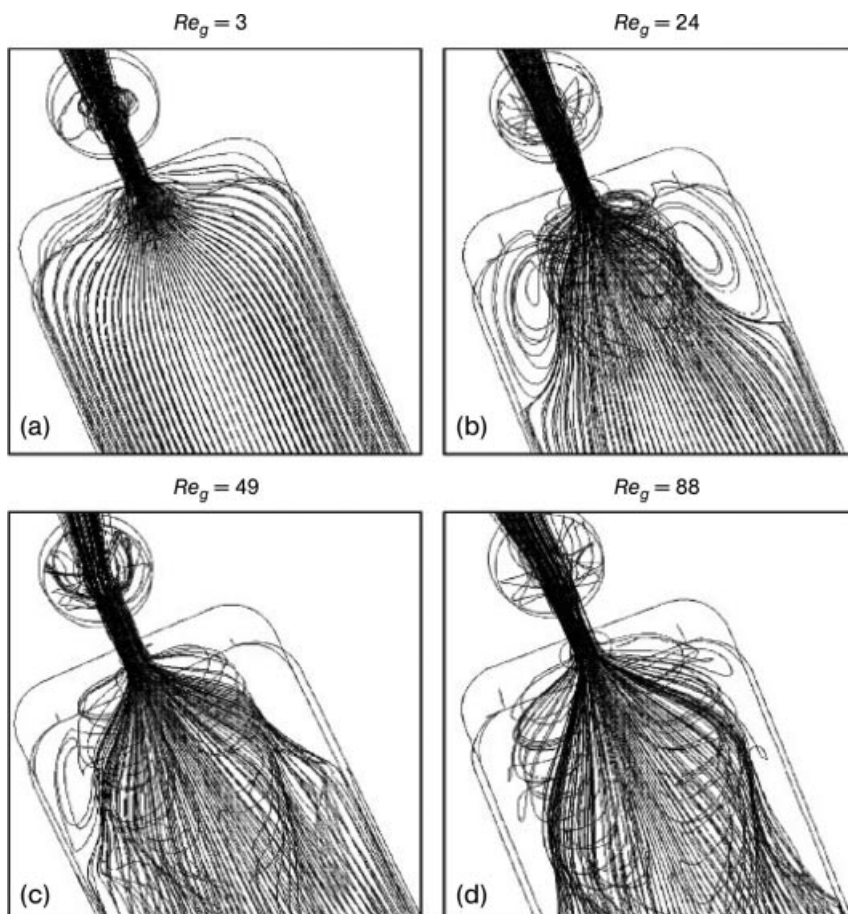 Re_g = 3
Re_g = 24
(a)
(b)
Re_g = 49
Re_g = 88
(c)
(d)